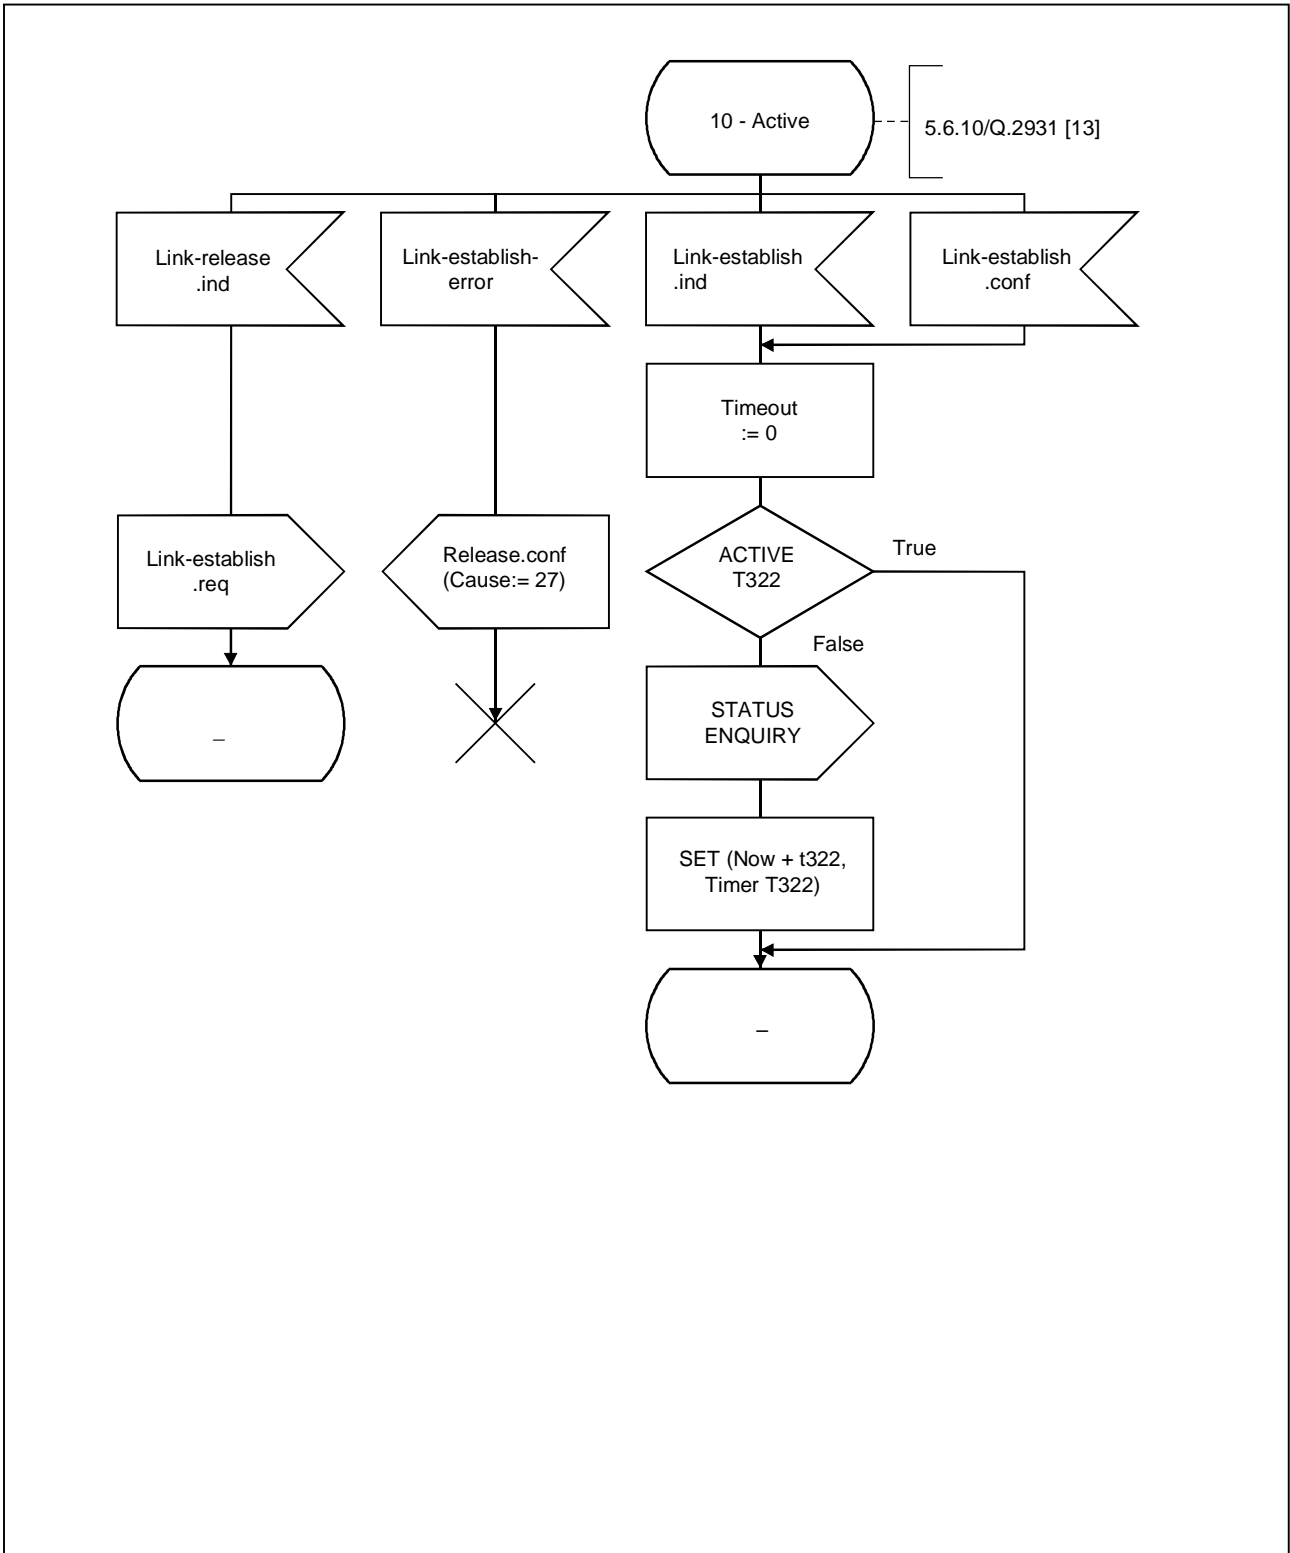 10 - Active
5.6.10/Q.2931 [13]
Link-release
.ind
Link-establish-
error
Link-establish
.ind
Link-establish
.conf
Timeout
:= 0
Link-establish
.req
Release.conf
(Cause:= 27)
ACTIVE
T322
True
False
_
STATUS
ENQUIRY
SET (Now + t322,
Timer T322)
_